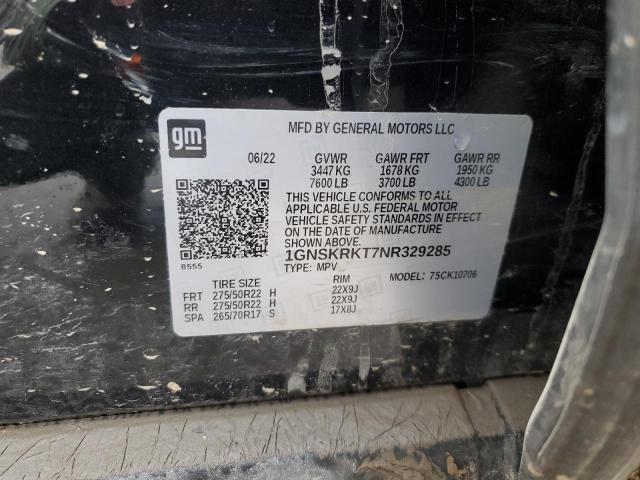 gm
MFD BY GENERAL MOTORS LLC
06/22 GVWR GAWR FRT GAWR RR
3447 KG 1678 KG 1950 KG
7600 LB 3700 LB 4300 LB
THIS VEHICLE CONFORMS TO ALL
APPLICABLE U.S. FEDERAL MOTOR
VEHICLE SAFETY STANDARDS IN EFFECT
ON THE DATE OF MANUFACTURE
SHOWN ABOVE.
1GNSKRKT7NR329285
8555
TYPE: MPV MODEL: 75CK10706
TIRE SIZE RIM
FRT 275/50R22 H 22X9J
RR 275/50R22 H 22X9J
SPA 265/70R17 S 17X8J